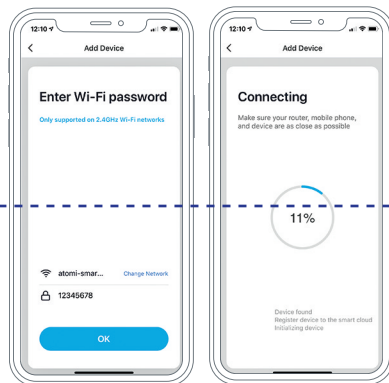 12:10
Add Device
Enter Wi-Fi password
Only supported on 2.4GHz Wi-Fi networks
atomi-smar...
Change Network
12345678
OK
12:10
Add Device
Connecting
Make sure your router, mobile phone,
and device are as close as possible
11%
Device found
Register device to the smart cloud
Initializing device